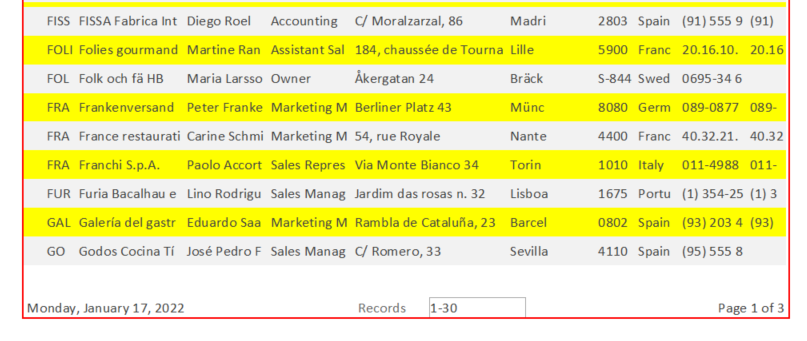 FISS FISSA Fabrica Int Diego Roel Accounting C/ Moralzarzal, 86 Madri 2803 Spain (91) 555 9 (91)
FOLI Folies gourmand Martine Ran Assistant Sal 184, chaussée de Tourna Lille 5900 Franc 20.16.10. 20.16
FOL Folk och fä HB Maria Larsso Owner Åkergatan 24 Bräck S-844 Swed 0695-34 6
FRA Frankenversand Peter Franke Marketing M Berliner Platz 43 Münc 8080 Germ 089-0877 089-
FRA France restaurati Carine Schmi Marketing M 54, rue Royale Nante 4400 Franc 40.32.21. 40.32
FRA Franchi S.p.A. Paolo Accort Sales Repres Via Monte Bianco 34 Torin 1010 Italy 011-4988 011-
FUR Furia Bacalhau e Lino Rodrigu Sales Manag Jardim das rosas n. 32 Lisboa 1675 Portu (1) 354-25 (1) 3
GAL Galería del gastr Eduardo Saa Marketing M Rambla de Cataluña, 23 Barcel 0802 Spain (93) 203 4 (93)
GO Godos Cocina Tí José Pedro F Sales Manag C/ Romero, 33 Sevilla 4110 Spain (95) 555 8
Monday, January 17, 2022 Records 1-30 Page 1 of 3